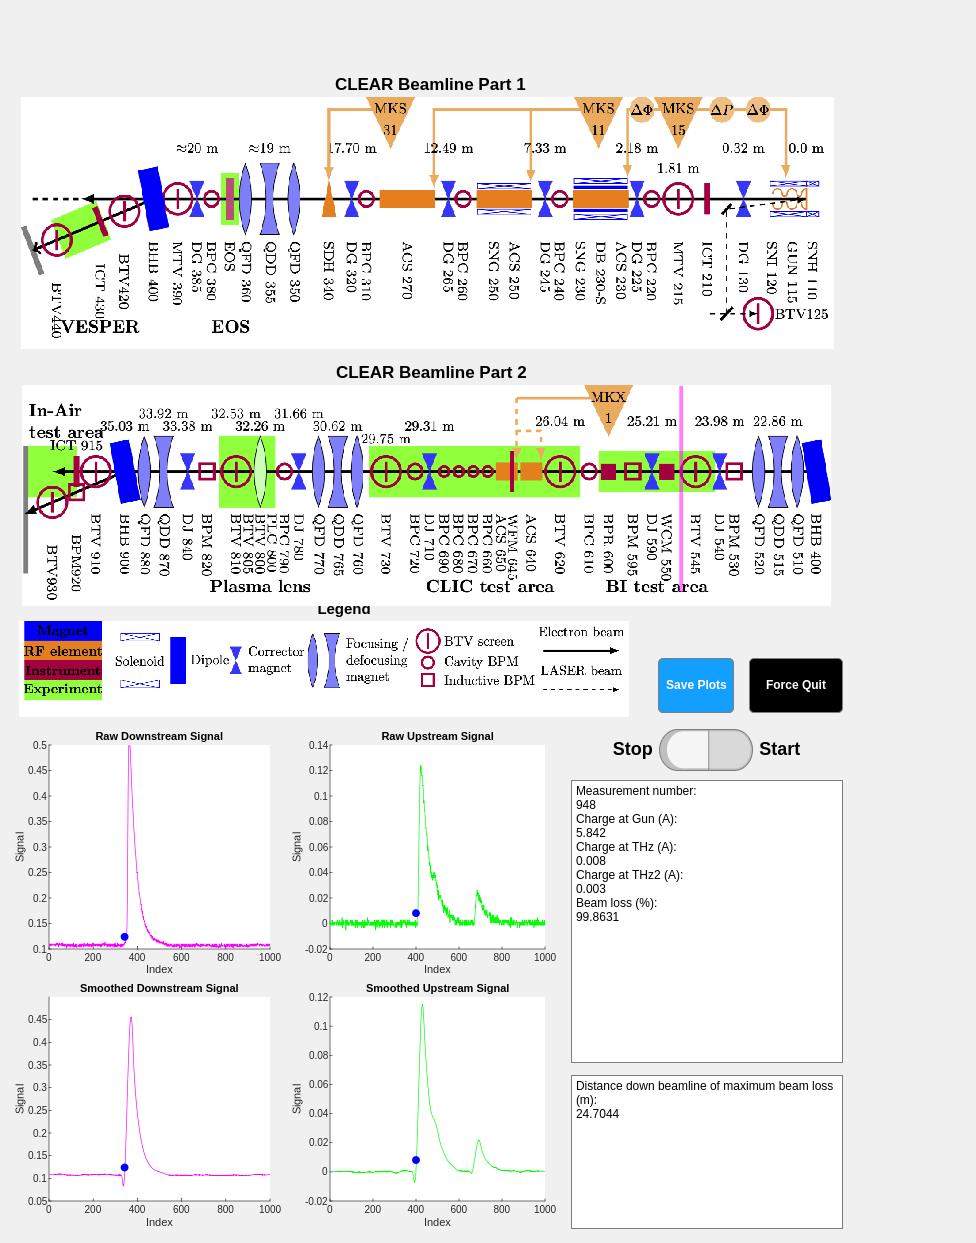 CLEAR Beamline Part 1
MKS
31
MKS
11
ΔΦ
MKS
15
ΔP
ΔΦ
≈20 m
≈19 m
17.70 m
12.49 m
7.33 m
2.18 m
1.81 m
0.32 m
0.0 m
BTV440
ICT 430
BTV420
BHB 400
MTV 390
DG 385
BPC 380
EOS
QFD 360
QDD 355
QFD 350
SDH 340
DG 320
BPC 310
ACS 270
DG 265
BPC 260
SNG 250
ACS 250
DG 245
BPC 240
SNG 230
DB 230-S
ACS 230
DG 225
BPC 220
MTV 215
ICT 210
DG 130
SNI 120
GUN 115
SNH 110
BTV125
VESPER
EOS
CLEAR Beamline Part 2
MKX
1
In-Air
test area
ICT 915
35.03 m
33.92 m
33.38 m
32.53 m
32.26 m
31.66 m
30.62 m
29.75 m
29.31 m
26.04 m
25.21 m
23.98 m
22.86 m
BTV930
BPM920
BTV 910
BHB 900
QFD 880
QDD 870
DJ 840
BPM 820
BTV 810
BTV 805
BTV 800
PLC 800
BPC 790
DJ 780
QFD 770
QDD 765
QFD 760
BTV 730
BPC 720
DJ 710
BPC 690
BPC 680
BPC 670
BPC 660
ACS 650
WFM 645
ACS 640
BTV 620
BPC 610
BPR 600
BPM 595
DJ 590
WCM 550
BTV 545
DJ 540
BPM 530
QFD 520
QDD 515
QFD 510
BHB 400
Plasma lens
CLIC test area
BI test area
Legend
Magnet
RF element
Instrument
Experiment
Solenoid
Dipole
Corrector
magnet
Focusing /
defocusing
magnet
BTV screen
Cavity BPM
Inductive BPM
Electron beam
LASER beam
Save Plots
Force Quit
Stop
Start
Raw Downstream Signal
0.5
0.45
0.4
0.35
0.3
0.25
0.2
0.15
0.1
Signal
0 200 400 600 800 1000
Index
Raw Upstream Signal
0.14
0.12
0.1
0.08
0.06
0.04
0.02
0
-0.02
Signal
0 200 400 600 800 1000
Index
Measurement number:
948
Charge at Gun (A):
5.842
Charge at THz (A):
0.008
Charge at THz2 (A):
0.003
Beam loss (%):
99.8631
Smoothed Downstream Signal
0.45
0.4
0.35
0.3
0.25
0.2
0.15
0.1
0.05
Signal
0 200 400 600 800 1000
Index
Smoothed Upstream Signal
0.12
0.1
0.08
0.06
0.04
0.02
0
-0.02
Signal
0 200 400 600 800 1000
Index
Distance down beamline of maximum beam loss
(m):
24.7044